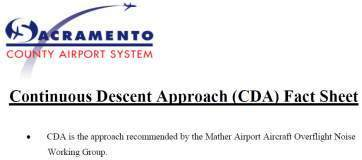 SACRAMENTO
COUNTY AIRPORT SYSTEM
Continuous Descent Approach (CDA) Fact Sheet
• CDA is the approach recommended by the Mather Airport Aircraft Overflight Noise
Working Group.